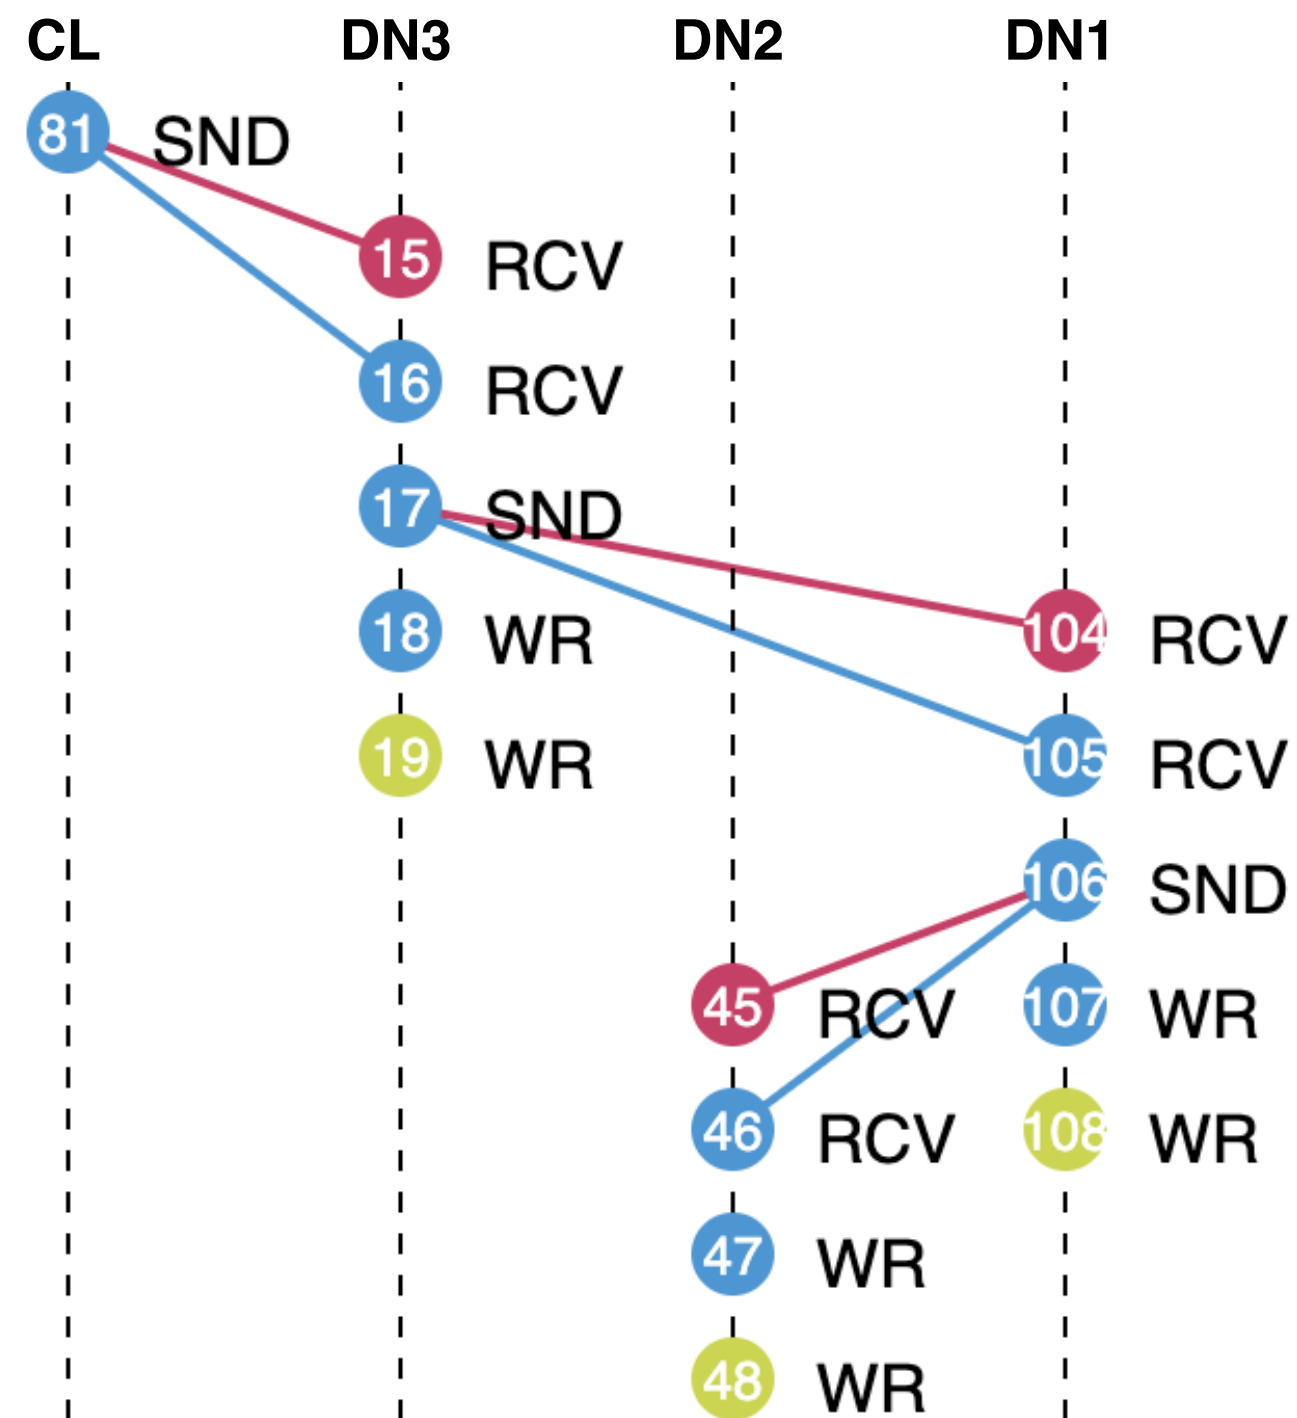 CL DN3 DN2 DN1
81 SND
15 RCV
16 RCV
17 SND
18 WR 104 RCV
19 WR 105 RCV
106 SND
45 RCV 107 WR
46 RCV 108 WR
47 WR
48 WR